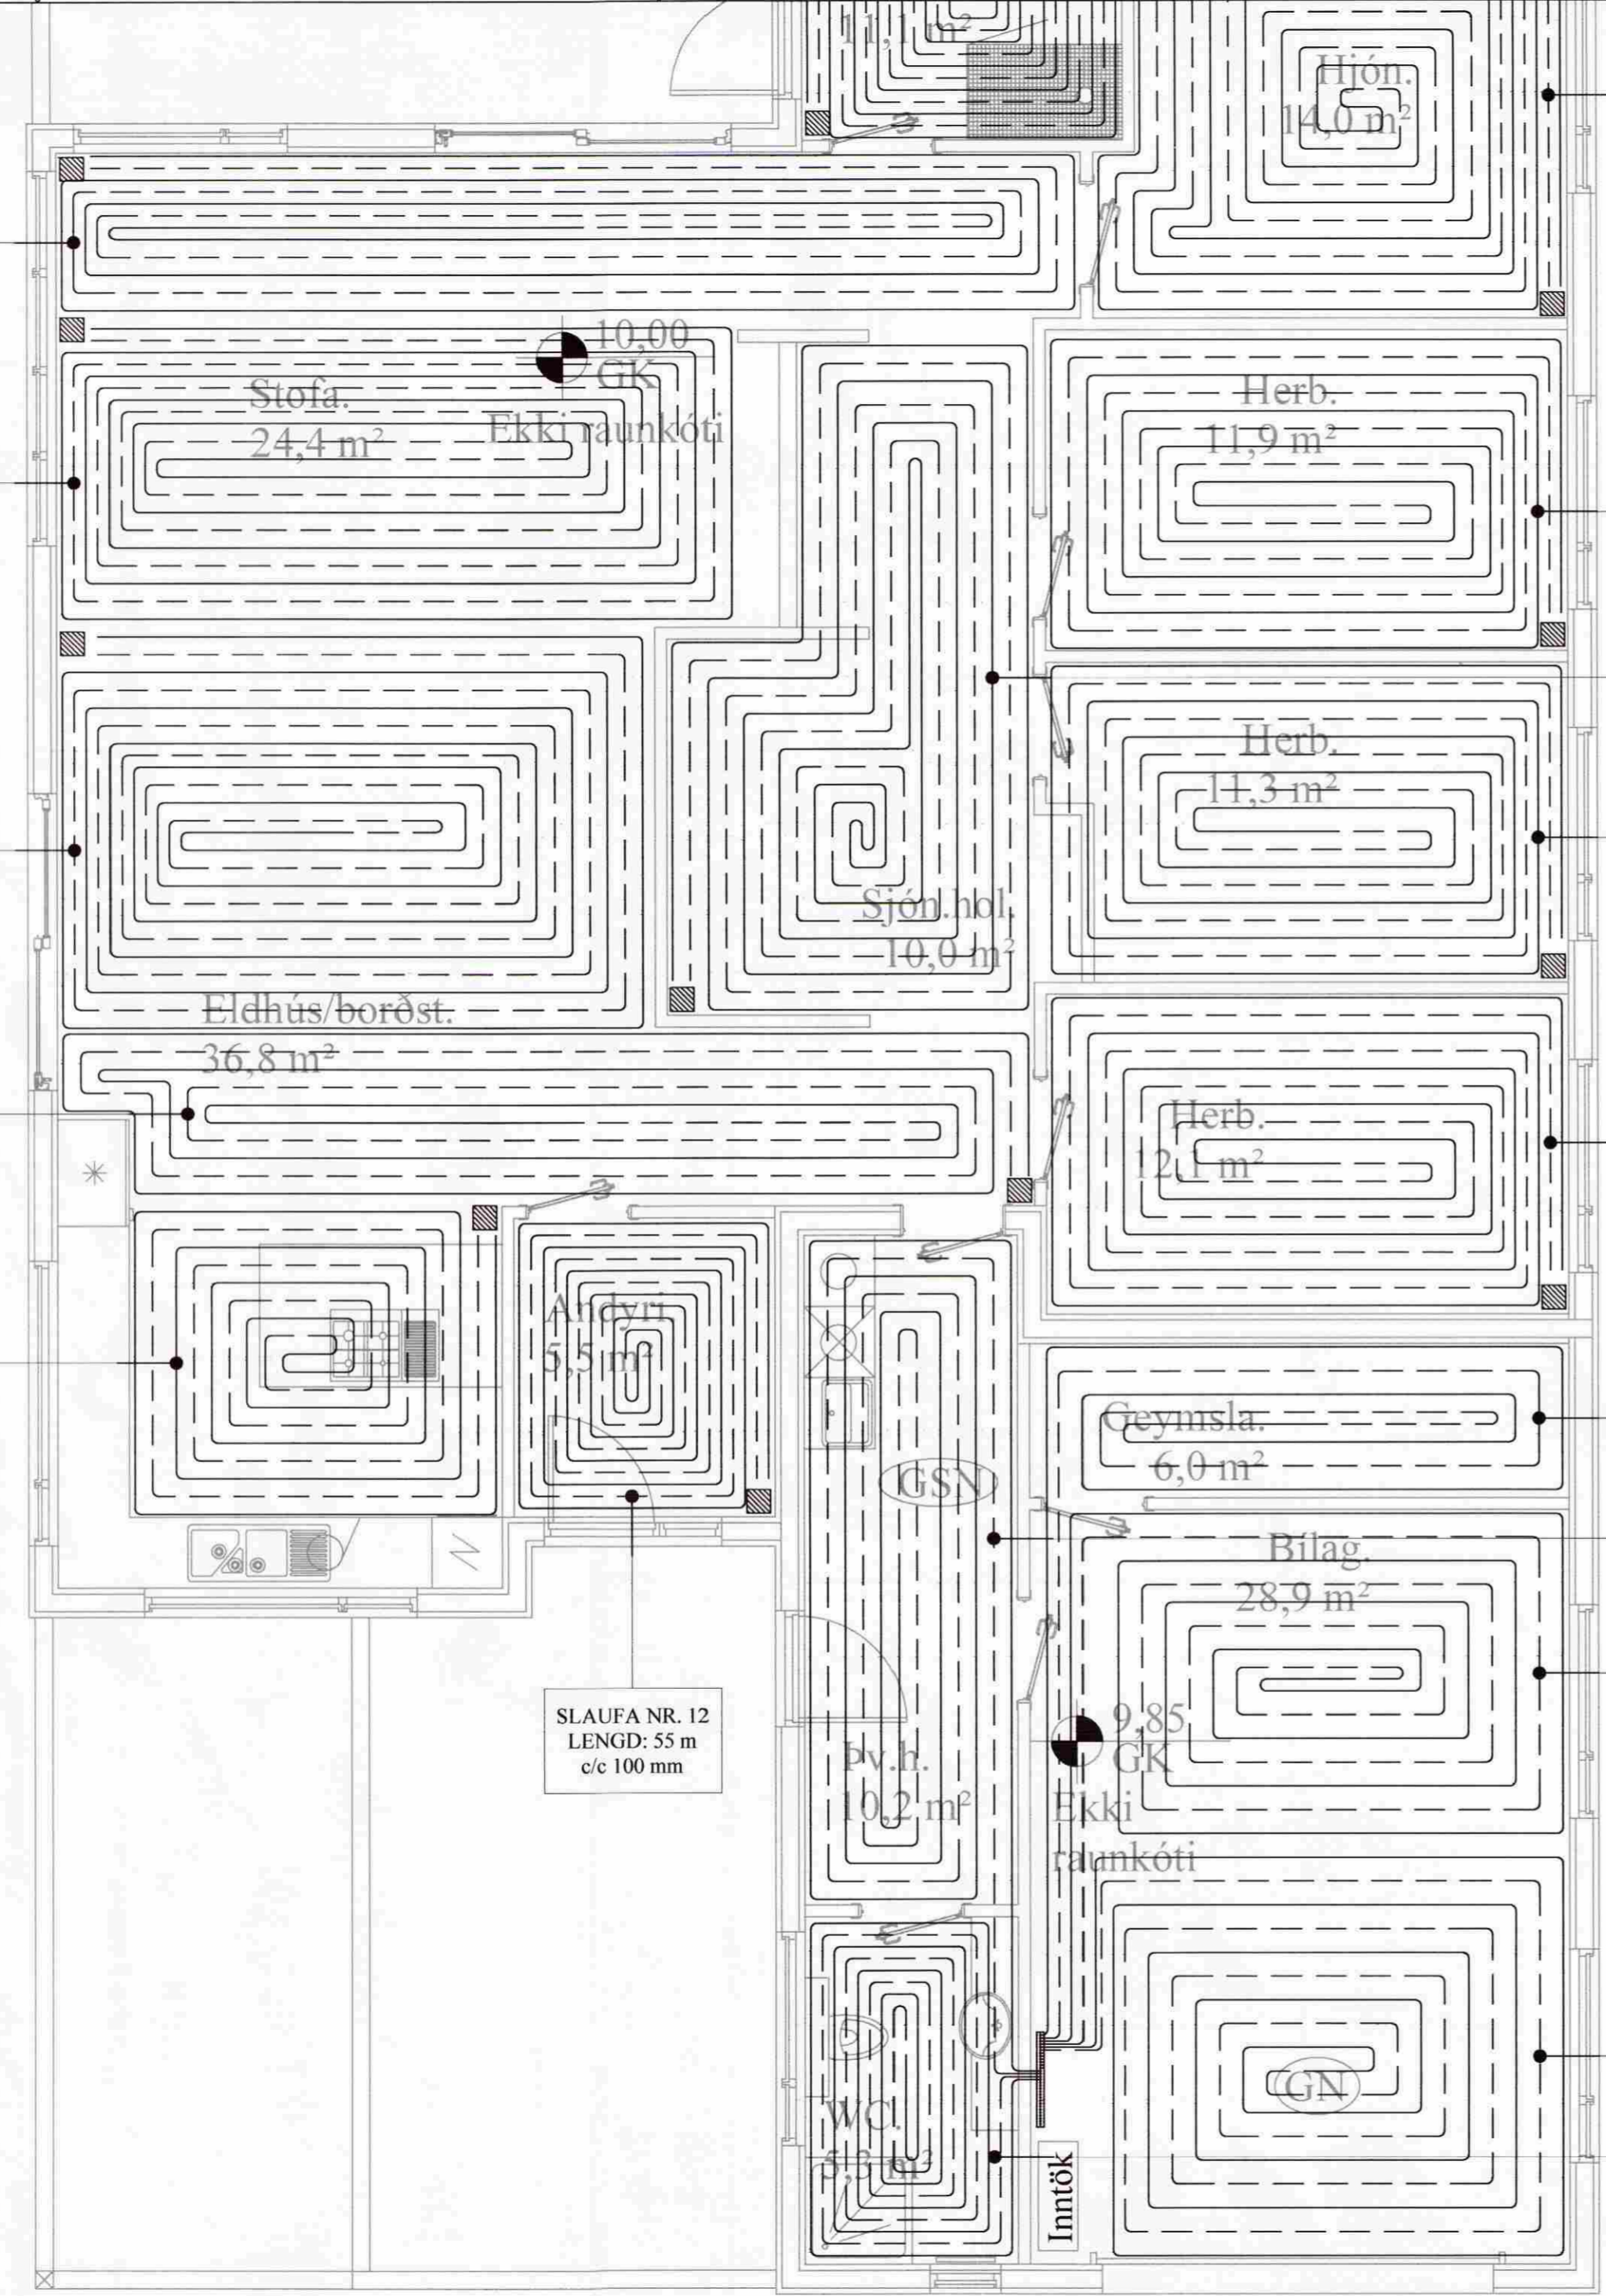 11,1 m²
Hjón.
14,0 m²
10,00
GK
Ekki raunkóti
Stofa.
24,4 m²
Herb.
11,9 m²
Herb.
11,3 m²
Sjón.hol.
10,0 m²
Eldhús/borðst.
36,8 m²
Herb.
12,1 m²
Andyri.
5,5 m²
Geymsla.
6,0 m²
GSN
Bílag.
28,9 m²
SLAUFA NR. 12
LENGD: 55 m
c/c 100 mm
9,85
GK
Ekki
raunkóti
Þv.h.
10,2 m²
GN
WC.
5,3 m²
Inntök